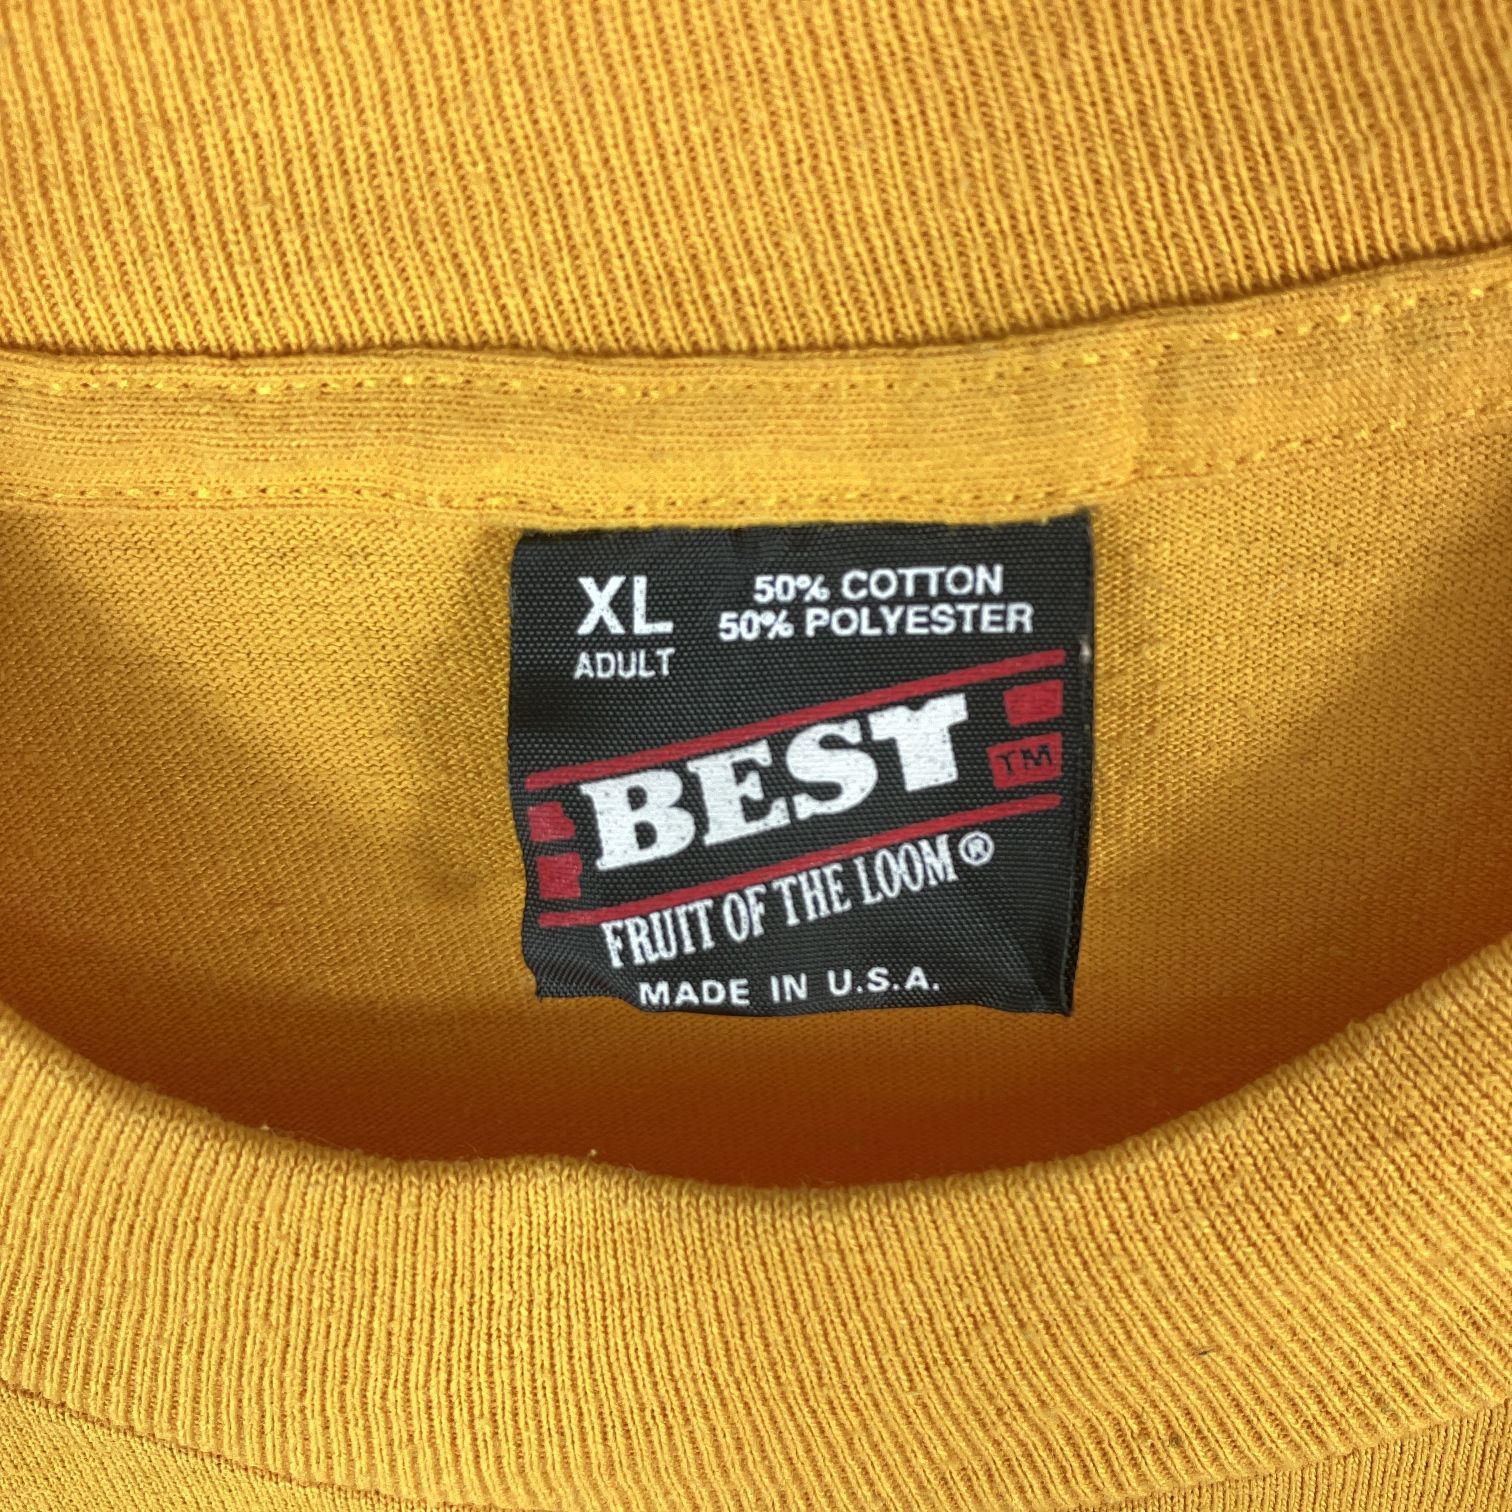 XL
ADULT
50% COTTON
50% POLYESTER
BEST
TM
FRUIT OF THE LOOM®
MADE IN U.S.A.